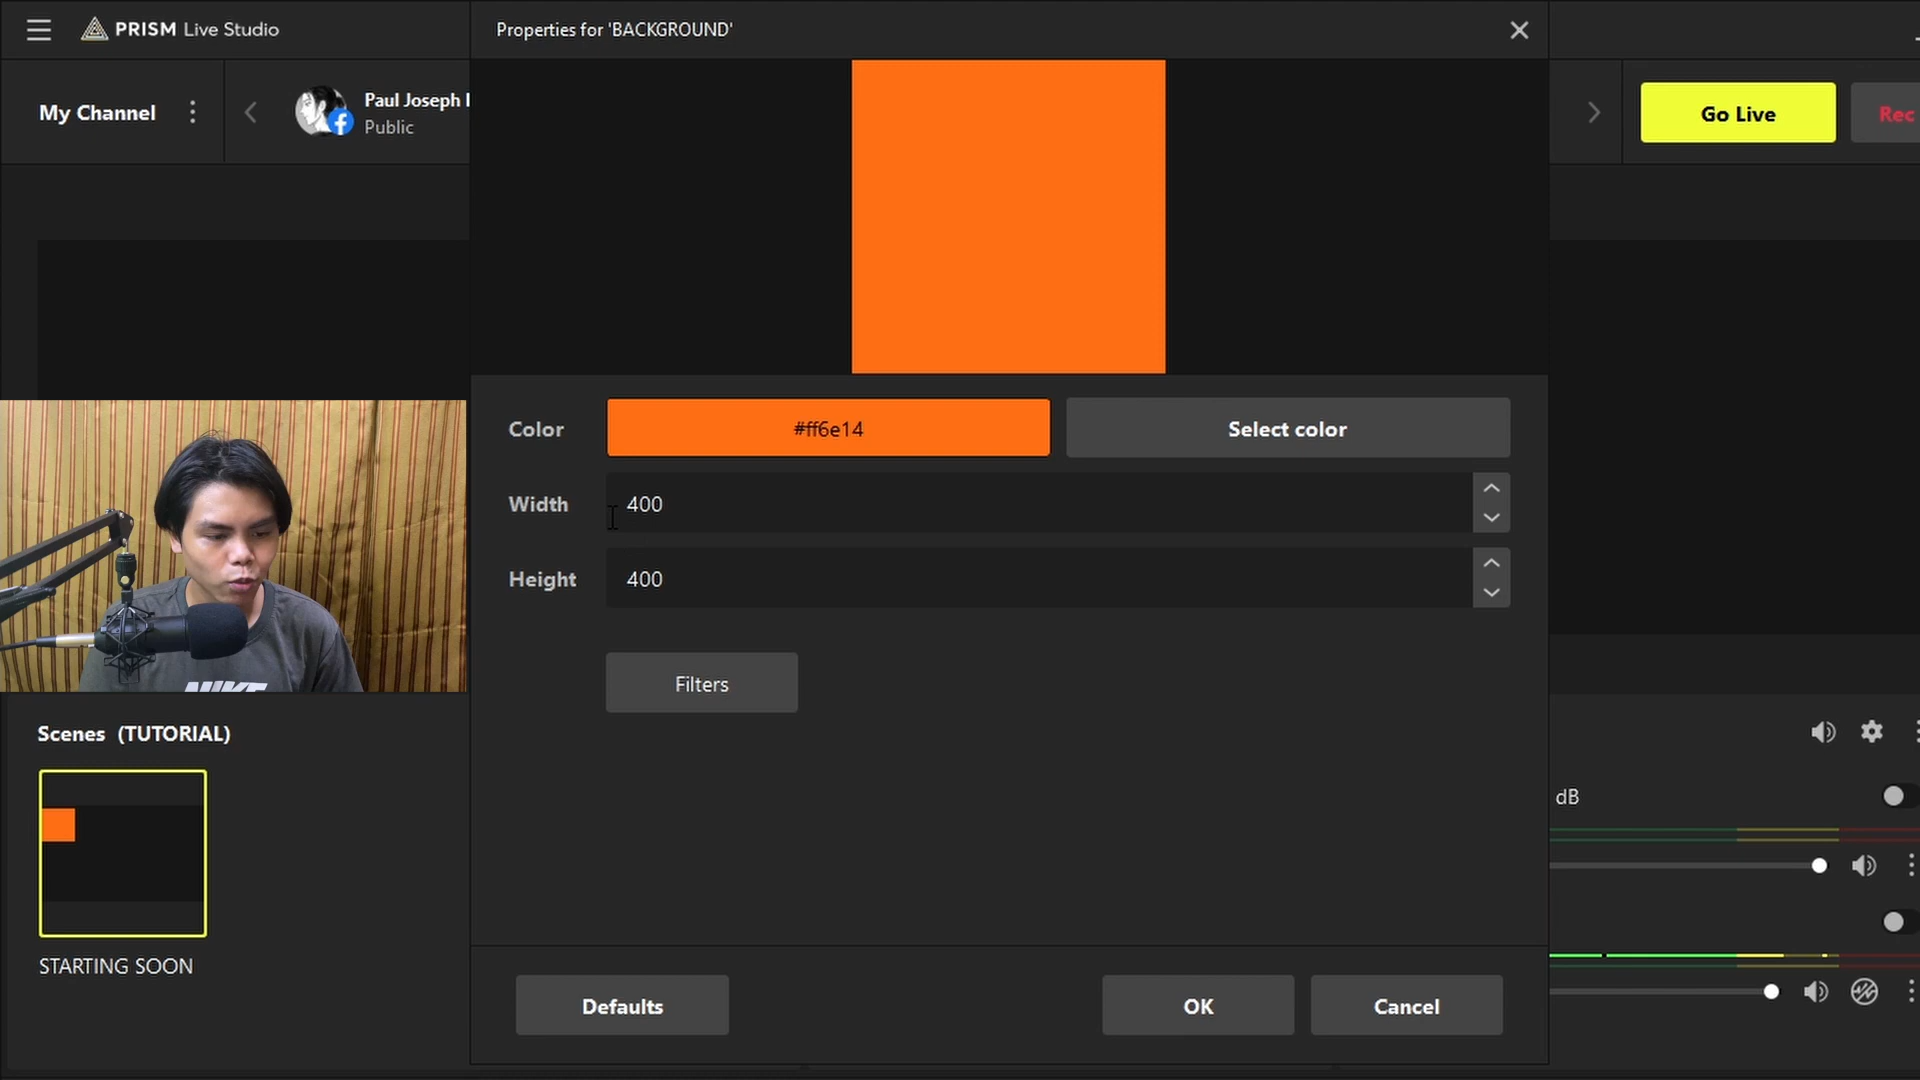 PRISM Live Studio
Properties for 'BACKGROUND'
My Channel
Paul Joseph
Public
Go Live
Rec
Color
#ff6e14
Select color
Width
400
Height
400
NIKE
Filters
Scenes (TUTORIAL)
dB
STARTING SOON
Defaults
OK
Cancel